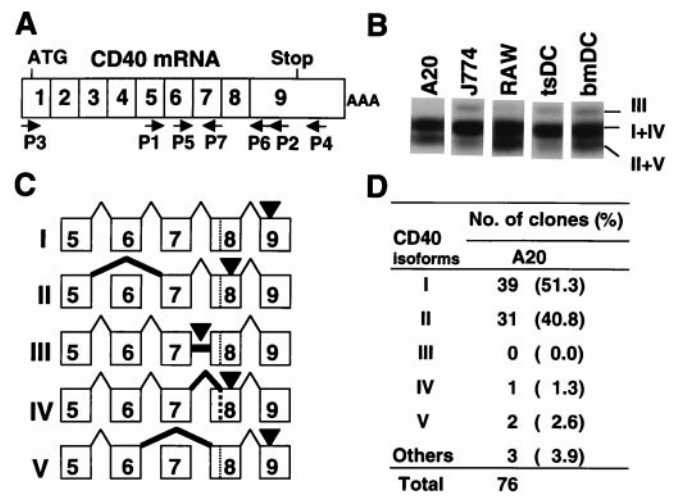 A
ATG CD40 mRNA Stop
1 2 3 4 5 6 7 8 9 AAA
P3 P1 P5 P7 P6 P2 P4
B
A20 J774 RAW tsDC bmDC
III
I+IV
II+V
C
I 5 6 7 8 9
II 5 6 7 8 9
III 5 6 7 8 9
IV 5 6 7 8 9
V 5 6 7 8 9
D
No. of clones (%)
CD40
isoforms A20
I 39 (51.3)
II 31 (40.8)
III 0 ( 0.0)
IV 1 ( 1.3)
V 2 ( 2.6)
Others 3 ( 3.9)
Total 76